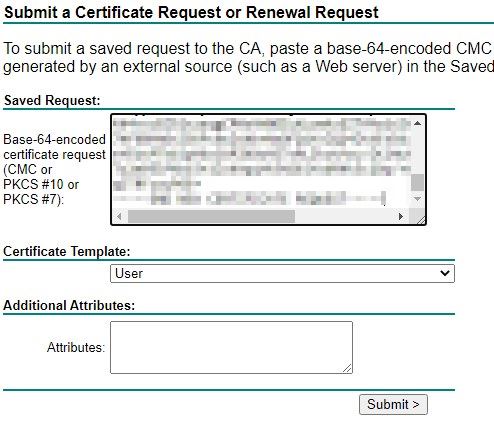 Submit a Certificate Request or Renewal Request
To submit a saved request to the CA, paste a base-64-encoded CMC
generated by an external source (such as a Web server) in the Saved
Saved Request:
Base-64-encoded
certificate request
(CMC or
PKCS #10 or
PKCS #7):
Certificate Template:
User
Additional Attributes:
Attributes:
Submit >